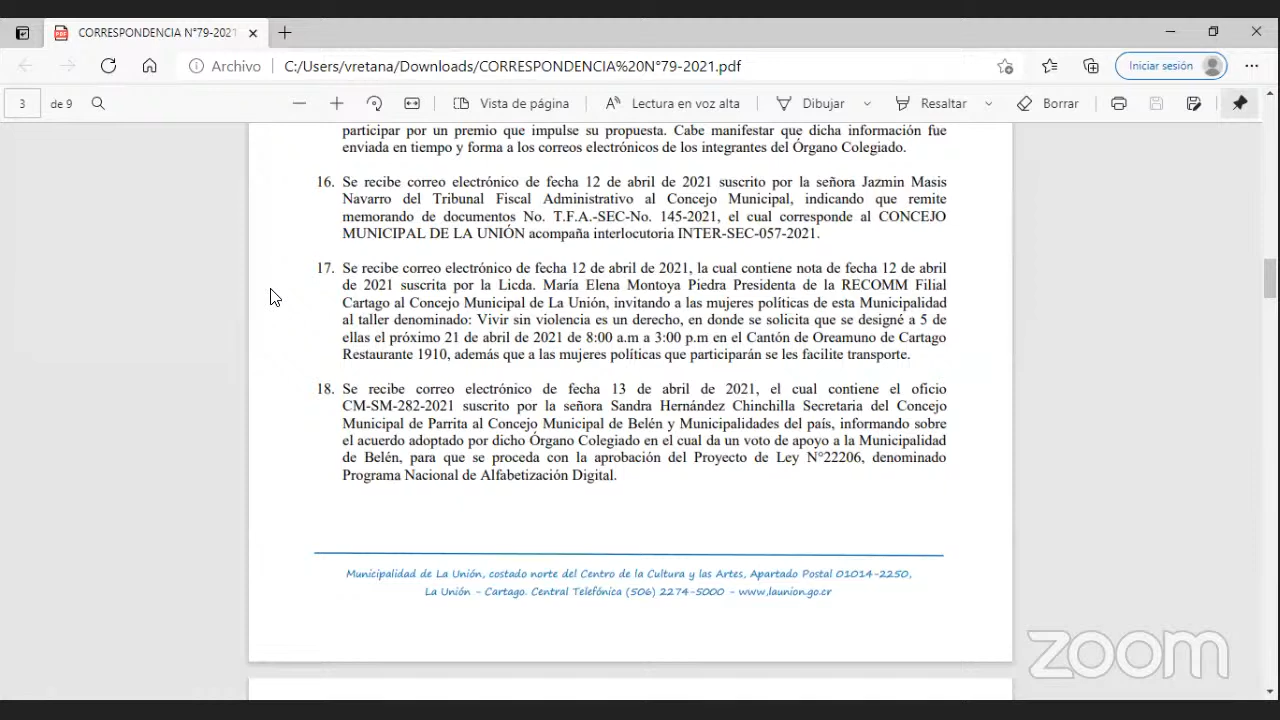 CORRESPONDENCIA N°79-2021
Archivo
C:/Users/vretana/Downloads/CORRESPONDENCIA%20N°79-2021.pdf
Iniciar sesión
3 de 9
Vista de página
Lectura en voz alta
Dibujar
Resaltar
Borrar
participar por un premio que impulse su propuesta. Cabe manifestar que dicha información fue
enviada en tiempo y forma a los correos electrónicos de los integrantes del Órgano Colegiado.
16. Se recibe correo electrónico de fecha 12 de abril de 2021 suscrito por la señora Jazmin Masis
Navarro del Tribunal Fiscal Administrativo al Concejo Municipal, indicando que remite
memorando de documentos No. T.F.A.-SEC-No. 145-2021, el cual corresponde al CONCEJO
MUNICIPAL DE LA UNIÓN acompaña interlocutoria INTER-SEC-057-2021.
17. Se recibe correo electrónico de fecha 12 de abril de 2021, la cual contiene nota de fecha 12 de abril
de 2021 suscrita por la Licda. María Elena Montoya Piedra Presidenta de la RECOMM Filial
Cartago al Concejo Municipal de La Unión, invitando a las mujeres políticas de esta Municipalidad
al taller denominado: Vivir sin violencia es un derecho, en donde se solicita que se designé a 5 de
ellas el próximo 21 de abril de 2021 de 8:00 a.m a 3:00 p.m en el Cantón de Oreamuno de Cartago
Restaurante 1910, además que a las mujeres políticas que participarán se les facilite transporte.
18. Se recibe correo electrónico de fecha 13 de abril de 2021, el cual contiene el oficio
CM-SM-282-2021 suscrito por la señora Sandra Hernández Chinchilla Secretaria del Concejo
Municipal de Parrita al Concejo Municipal de Belén y Municipalidades del país, informando sobre
el acuerdo adoptado por dicho Órgano Colegiado en el cual da un voto de apoyo a la Municipalidad
de Belén, para que se proceda con la aprobación del Proyecto de Ley N°22206, denominado
Programa Nacional de Alfabetización Digital.
Municipalidad de La Unión, costado norte del Centro de la Cultura y las Artes, Apartado Postal 01014-2250,
La Unión - Cartago. Central Telefónica (506) 2274-5000 - www.launion.go.cr
zoom